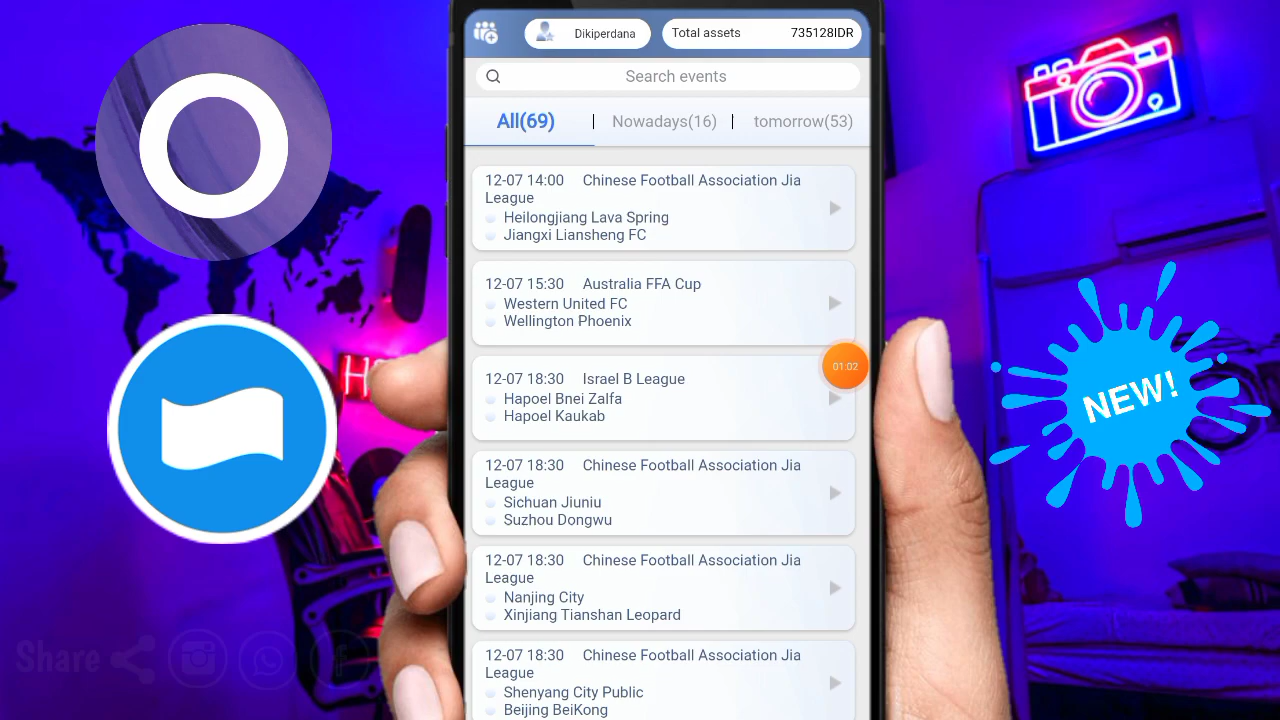 Dikiperdana
Total assets 735128IDR
Search events
All(69) | Nowadays(16) | tomorrow(53)
12-07 14:00 Chinese Football Association Jia
League
Heilongjiang Lava Spring
Jiangxi Liansheng FC
12-07 15:30 Australia FFA Cup
Western United FC
Wellington Phoenix
01:02
12-07 18:30 Israel B League
Hapoel Bnei Zalfa
Hapoel Kaukab
12-07 18:30 Chinese Football Association Jia
League
Sichuan Jiuniu
Suzhou Dongwu
12-07 18:30 Chinese Football Association Jia
League
Nanjing City
Xinjiang Tianshan Leopard
12-07 18:30 Chinese Football Association Jia
League
Shenyang City Public
Beijing BeiKong
NEW!
Share